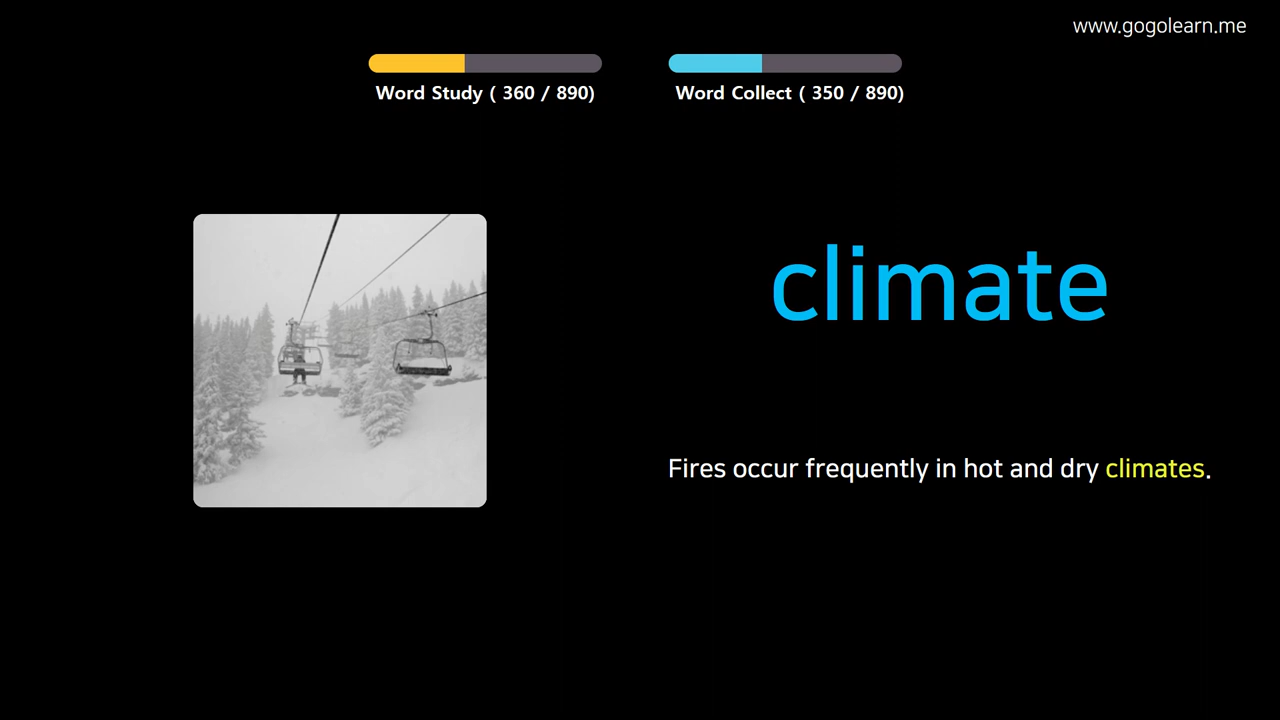 www.gogolearn.me
Word Study ( 360 / 890)
Word Collect ( 350 / 890)
climate
Fires occur frequently in hot and dry climates.